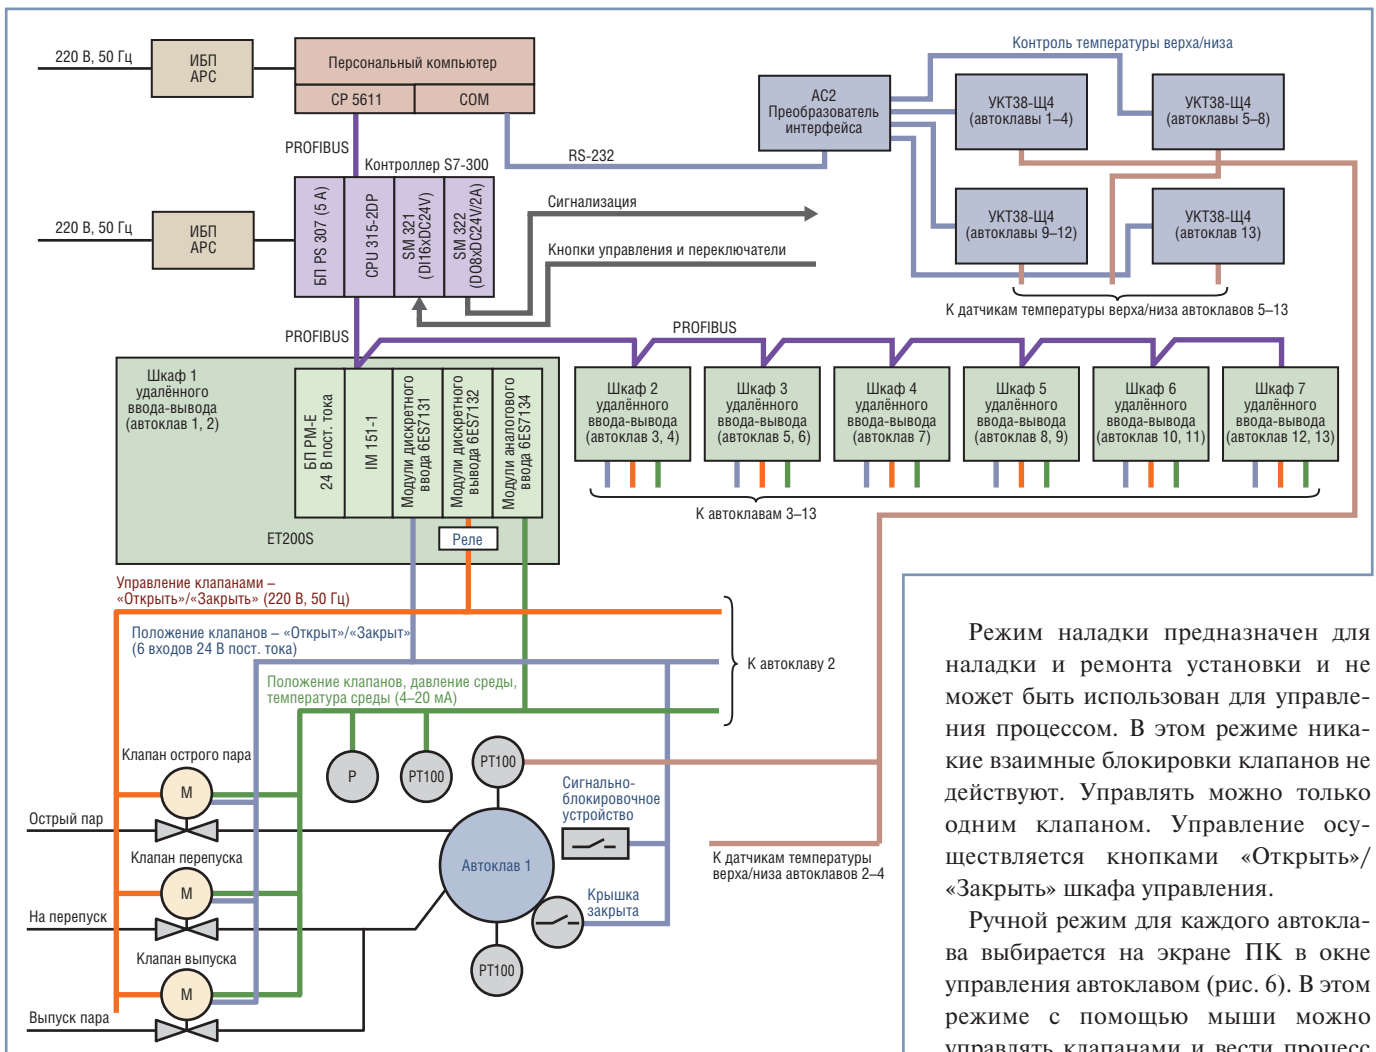 220 В, 50 Гц
ИБП
АРС
Персональный компьютер
CP 5611
COM
PROFIBUS
Контроллер S7-300
RS-232
220 В, 50 Гц
ИБП
АРС
БП PS 307 (5 А)
CPU 315-2DP
SM 321
(DI16xDC24V)
SM 322
(DO8xDC24V/2A)
Сигнализация
Кнопки управления и переключатели
PROFIBUS
Контроль температуры верха/низа
АС2
Преобразователь
интерфейса
УКТ38-Щ4
(автоклавы 1–4)
УКТ38-Щ4
(автоклавы 5–8)
УКТ38-Щ4
(автоклавы 9–12)
УКТ38-Щ4
(автоклав 13)
К датчикам температуры верха/низа автоклавов 5–13
PROFIBUS
Шкаф 1
удалённого
ввода-вывода
(автоклав 1, 2)
БП PM-E
24 В пост. тока
IM 151-1
Модули дискретного
ввода 6ES7131
Модули дискретного
вывода 6ES7132
Модули аналогового
ввода 6ES7134
ET200S
Реле
Шкаф 2
удалённого
ввода-вывода
(автоклав 3, 4)
Шкаф 3
удалённого
ввода-вывода
(автоклав 5, 6)
Шкаф 4
удалённого
ввода-вывода
(автоклав 7)
Шкаф 5
удалённого
ввода-вывода
(автоклав 8, 9)
Шкаф 6
удалённого
ввода-вывода
(автоклав 10, 11)
Шкаф 7
удалённого
ввода-вывода
(автоклав 12, 13)
К автоклавам 3–13
Управление клапанами –
«Открыть»/«Закрыть» (220 В, 50 Гц)
Положение клапанов – «Открыт»/«Закрыт»
(6 входов 24 В пост. тока)
Положение клапанов, давление среды,
температура среды (4–20 мА)
К автоклаву 2
Клапан острого пара
М
Острый пар
Клапан перепуска
М
На перепуск
Клапан выпуска
М
Выпуск пара
Р
PT100
PT100
Автоклав 1
PT100
Сигнально-
блокировочное
устройство
Крышка
закрыта
К датчикам температуры
верха/низа автоклавов 2–4
Режим наладки предназначен для
наладки и ремонта установки и не
может быть использован для управле-
ния процессом. В этом режиме ника-
кие взаимные блокировки клапанов не
действуют. Управлять можно только
одним клапаном. Управление осу-
ществляется кнопками «Открыть»/
«Закрыть» шкафа управления.
Ручной режим для каждого автокла-
ва выбирается на экране ПК в окне
управления автоклавом (рис. 6). В этом
режиме с помощью мыши можно
управлять клапанами и вести процесс